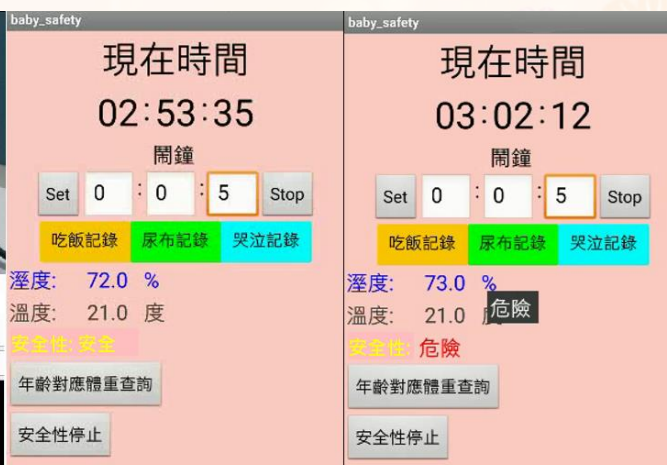 baby_safety
現在時間
02:53:35
鬧鐘
Set 0 : 0 : 5 Stop
吃飯記錄 尿布記錄 哭泣記錄
溼度: 72.0 %
溫度: 21.0 度
安全性: 安全
年齡對應體重查詢
安全性停止
baby_safety
現在時間
03:02:12
鬧鐘
Set 0 : 0 : 5 Stop
吃飯記錄 尿布記錄 哭泣記錄
溼度: 73.0 %
溫度: 21.0
危險
安全性: 危險
年齡對應體重查詢
安全性停止